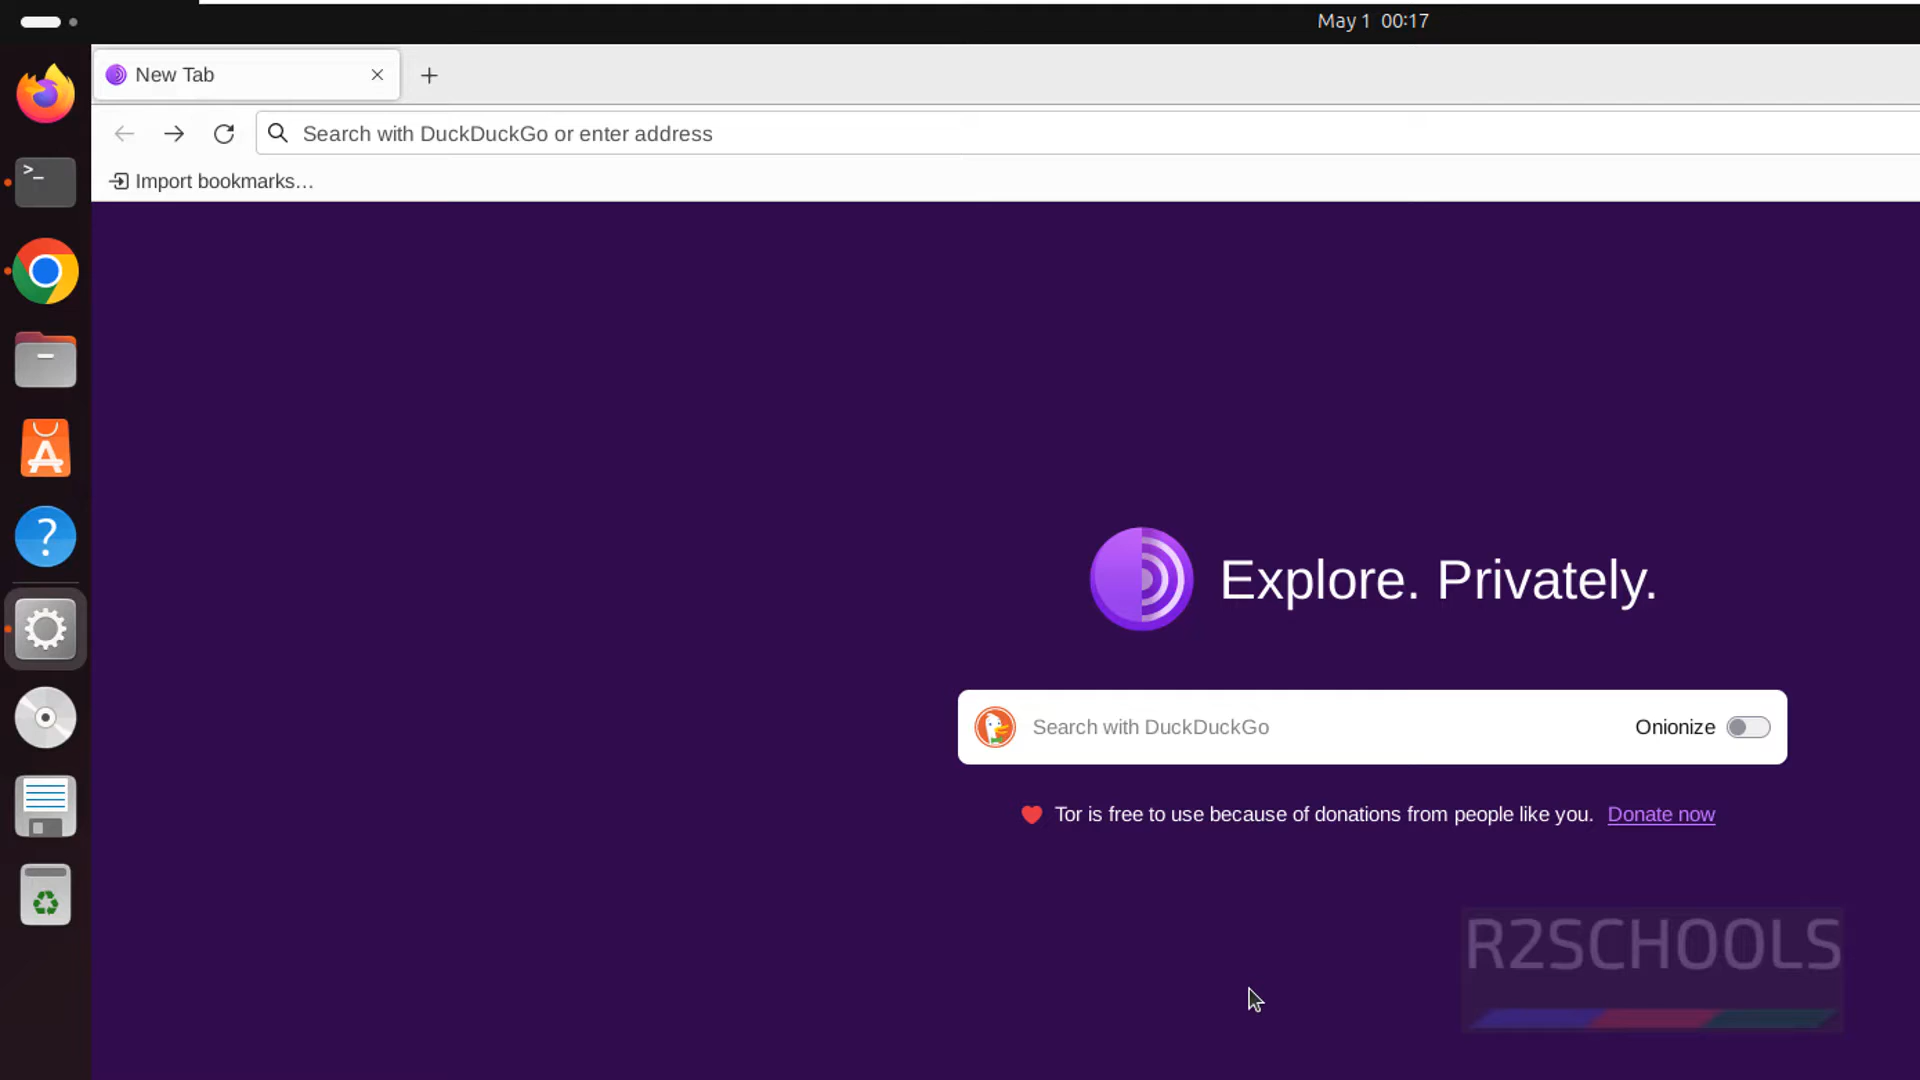 May 1 00:17
New Tab
Search with DuckDuckGo or enter address
Import bookmarks…
Explore. Privately.
Search with DuckDuckGo
Onionize
Tor is free to use because of donations from people like you. Donate now
R2SCHOOLS